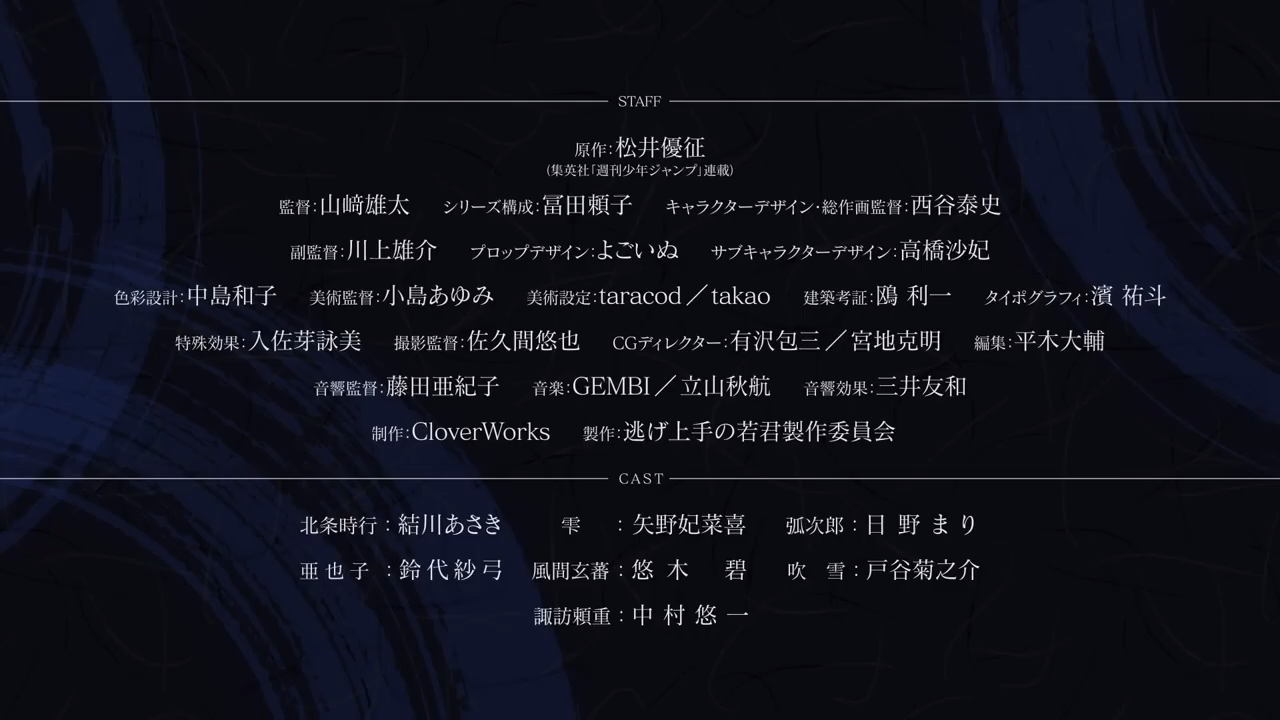 STAFF
原作:松井優征
(集英社｢週刊少年ジャンプ｣連載)
監督:山﨑雄太 シリーズ構成:冨田頼子 キャラクターデザイン･総作画監督:西谷泰史
副監督:川上雄介 プロップデザイン:よごいぬ サブキャラクターデザイン:高橋沙妃
色彩設計:中島和子 美術監督:小島あゆみ 美術設定:taracod／takao 建築考証:鴎 利一 タイポグラフィ:濱 祐斗
特殊効果:入佐芽詠美 撮影監督:佐久間悠也 CGディレクター:有沢包三／宮地克明 編集:平木大輔
音響監督:藤田亜紀子 音楽:GEMBI／立山秋航 音響効果:三井友和
制作:CloverWorks 製作:逃げ上手の若君製作委員会
CAST
北条時行:結川あさき 雫:矢野妃菜喜 弧次郎:日野まり
亜也子:鈴代紗弓 風間玄蕃:悠木 碧 吹雪:戸谷菊之介
諏訪頼重:中村悠一